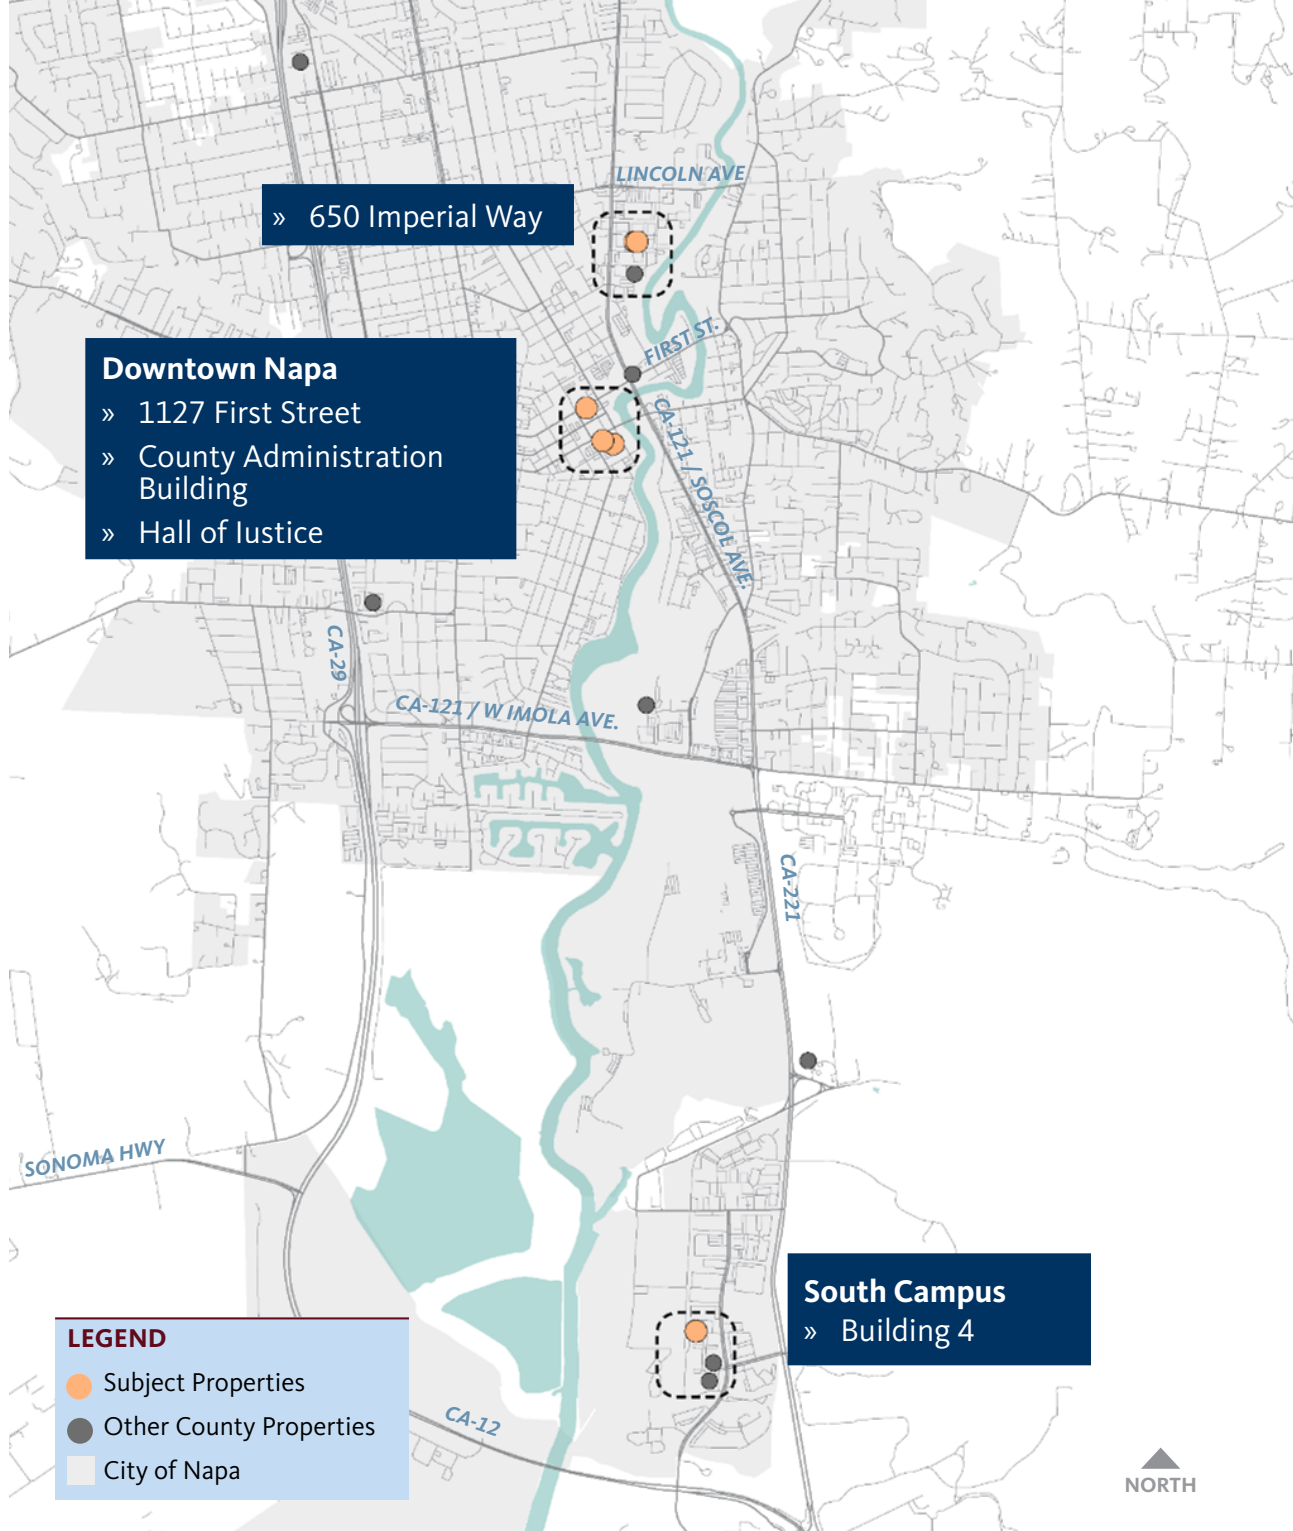 LINCOLN AVE
» 650 Imperial Way
FIRST ST.
Downtown Napa
» 1127 First Street
» County Administration
Building
» Hall of Iustice
CA-121 / SOSCOL AVE.
CA-29
CA-121 / W IMOLA AVE.
CA-221
SONOMA HWY
South Campus
» Building 4
LEGEND
Subject Properties
Other County Properties
City of Napa
CA-12
NORTH